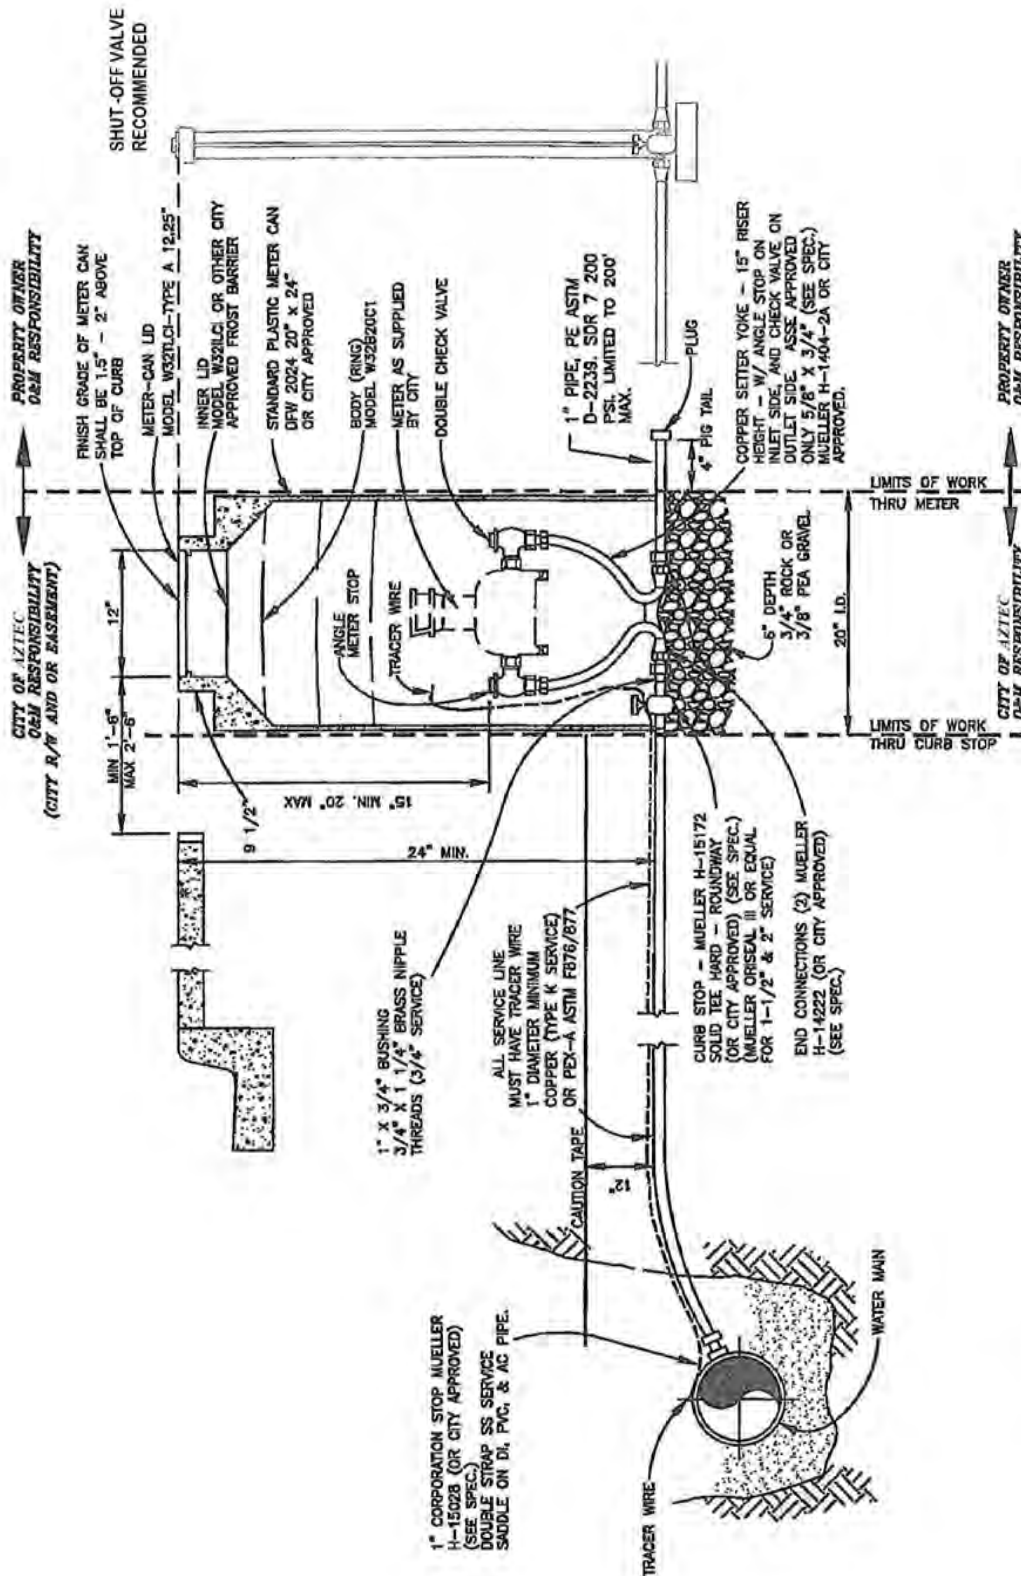 SHUT-OFF VALVE
RECOMMENDED
PROPERTY OWNER
O&M RESPONSIBILITY
CITY OF AZTEC
O&M RESPONSIBILITY
(CITY R/W AND OR EASEMENT)
FINISH GRADE OF METER CAN
SHALL BE 1.5" - 2" ABOVE
TOP OF CURB
METER-CAN LID
MODEL W32TLCI-TYPE A 12.25"
INNER LID
MODEL W32ILCI OR OTHER CITY
APPROVED FROST BARRIER
STANDARD PLASTIC METER CAN
DFW 2024 20" X 24"
OR CITY APPROVED
BODY (RING)
MODEL W32B20CT
METER AS SUPPLIED
BY CITY
DOUBLE CHECK VALVE
1" PIPE, PE ASTM
D-2239, SDR 7 200
PSI, LIMITED TO 200'
MAX.
PLUG
4" PIG TAIL
COPPER SETTER YOKE - 15" RISER
HEIGHT - W/ ANGLE STOP ON
INLET SIDE, AND CHECK VALVE ON
OUTLET SIDE. ASSE APPROVED
ONLY 5/8" X 3/4" (SEE SPEC.)
MUELLER H-1404-2A OR CITY
APPROVED.
MIN 1'-6"
MAX 2'-6"
12"
9 1/2"
15" MIN. 20" MAX
ANGLE
METER STOP
TRACER WIRE
24" MIN.
LIMITS OF WORK
THRU METER
LIMITS OF WORK
THRU CURB STOP
6" DEPTH
3/4" ROCK OR
3/8" PEA GRAVEL
20" I.D.
PROPERTY OWNER
O&M RESPONSIBILITY
CITY OF AZTEC
O&M RESPONSIBILITY
1" X 3/4" BUSHING
3/4" X 1 1/4" BRASS NIPPLE
THREADS (3/4" SERVICE)
ALL SERVICE LINE
MUST HAVE TRACER WIRE
1" DIAMETER MINIMUM
COPPER (TYPE K SERVICE)
OR PEX-A ASTM F876/877
CURB STOP - MUELLER H-15172
SOLID TEE HARD - ROUNDWAY
(OR CITY APPROVED) (SEE SPEC.)
(MUELLER ORISEAL III OR EQUAL
FOR 1-1/2" & 2" SERVICE)
END CONNECTIONS (2) MUELLER
H-14222 (OR CITY APPROVED)
(SEE SPEC.)
CAUTION TAPE
12"
1" CORPORATION STOP MUELLER
H-15028 (OR CITY APPROVED)
(SEE SPEC.)
DOUBLE STRAP SS SERVICE
SADDLE ON DI, PVC, & AC PIPE.
TRACER WIRE
WATER MAIN